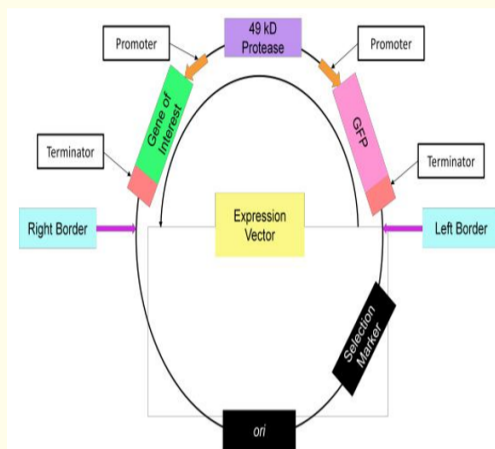 Promoter
49 kD
Protease
Promoter
Gene of
Interest
GFP
Terminator
Terminator
Right Border
Expression
Vector
Left Border
Selection
Marker
ori